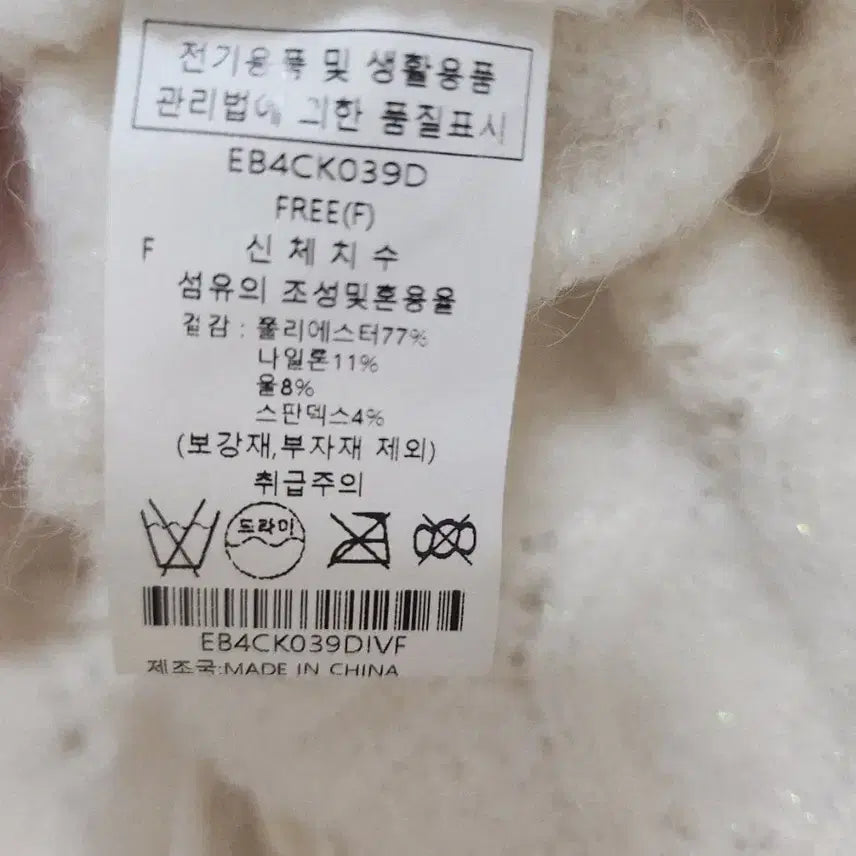 전기용품 및 생활용품
관리법에 의한 품질표시
EB4CK039D
FREE(F)
F 신체치수
섬유의 조성및혼용율
겉감 : 폴리에스터77%
나일론11%
울8%
스판덱스4%
(보강재,부자재 제외)
취급주의
드라이
EB4CK039DIVF
제조국:MADE IN CHINA